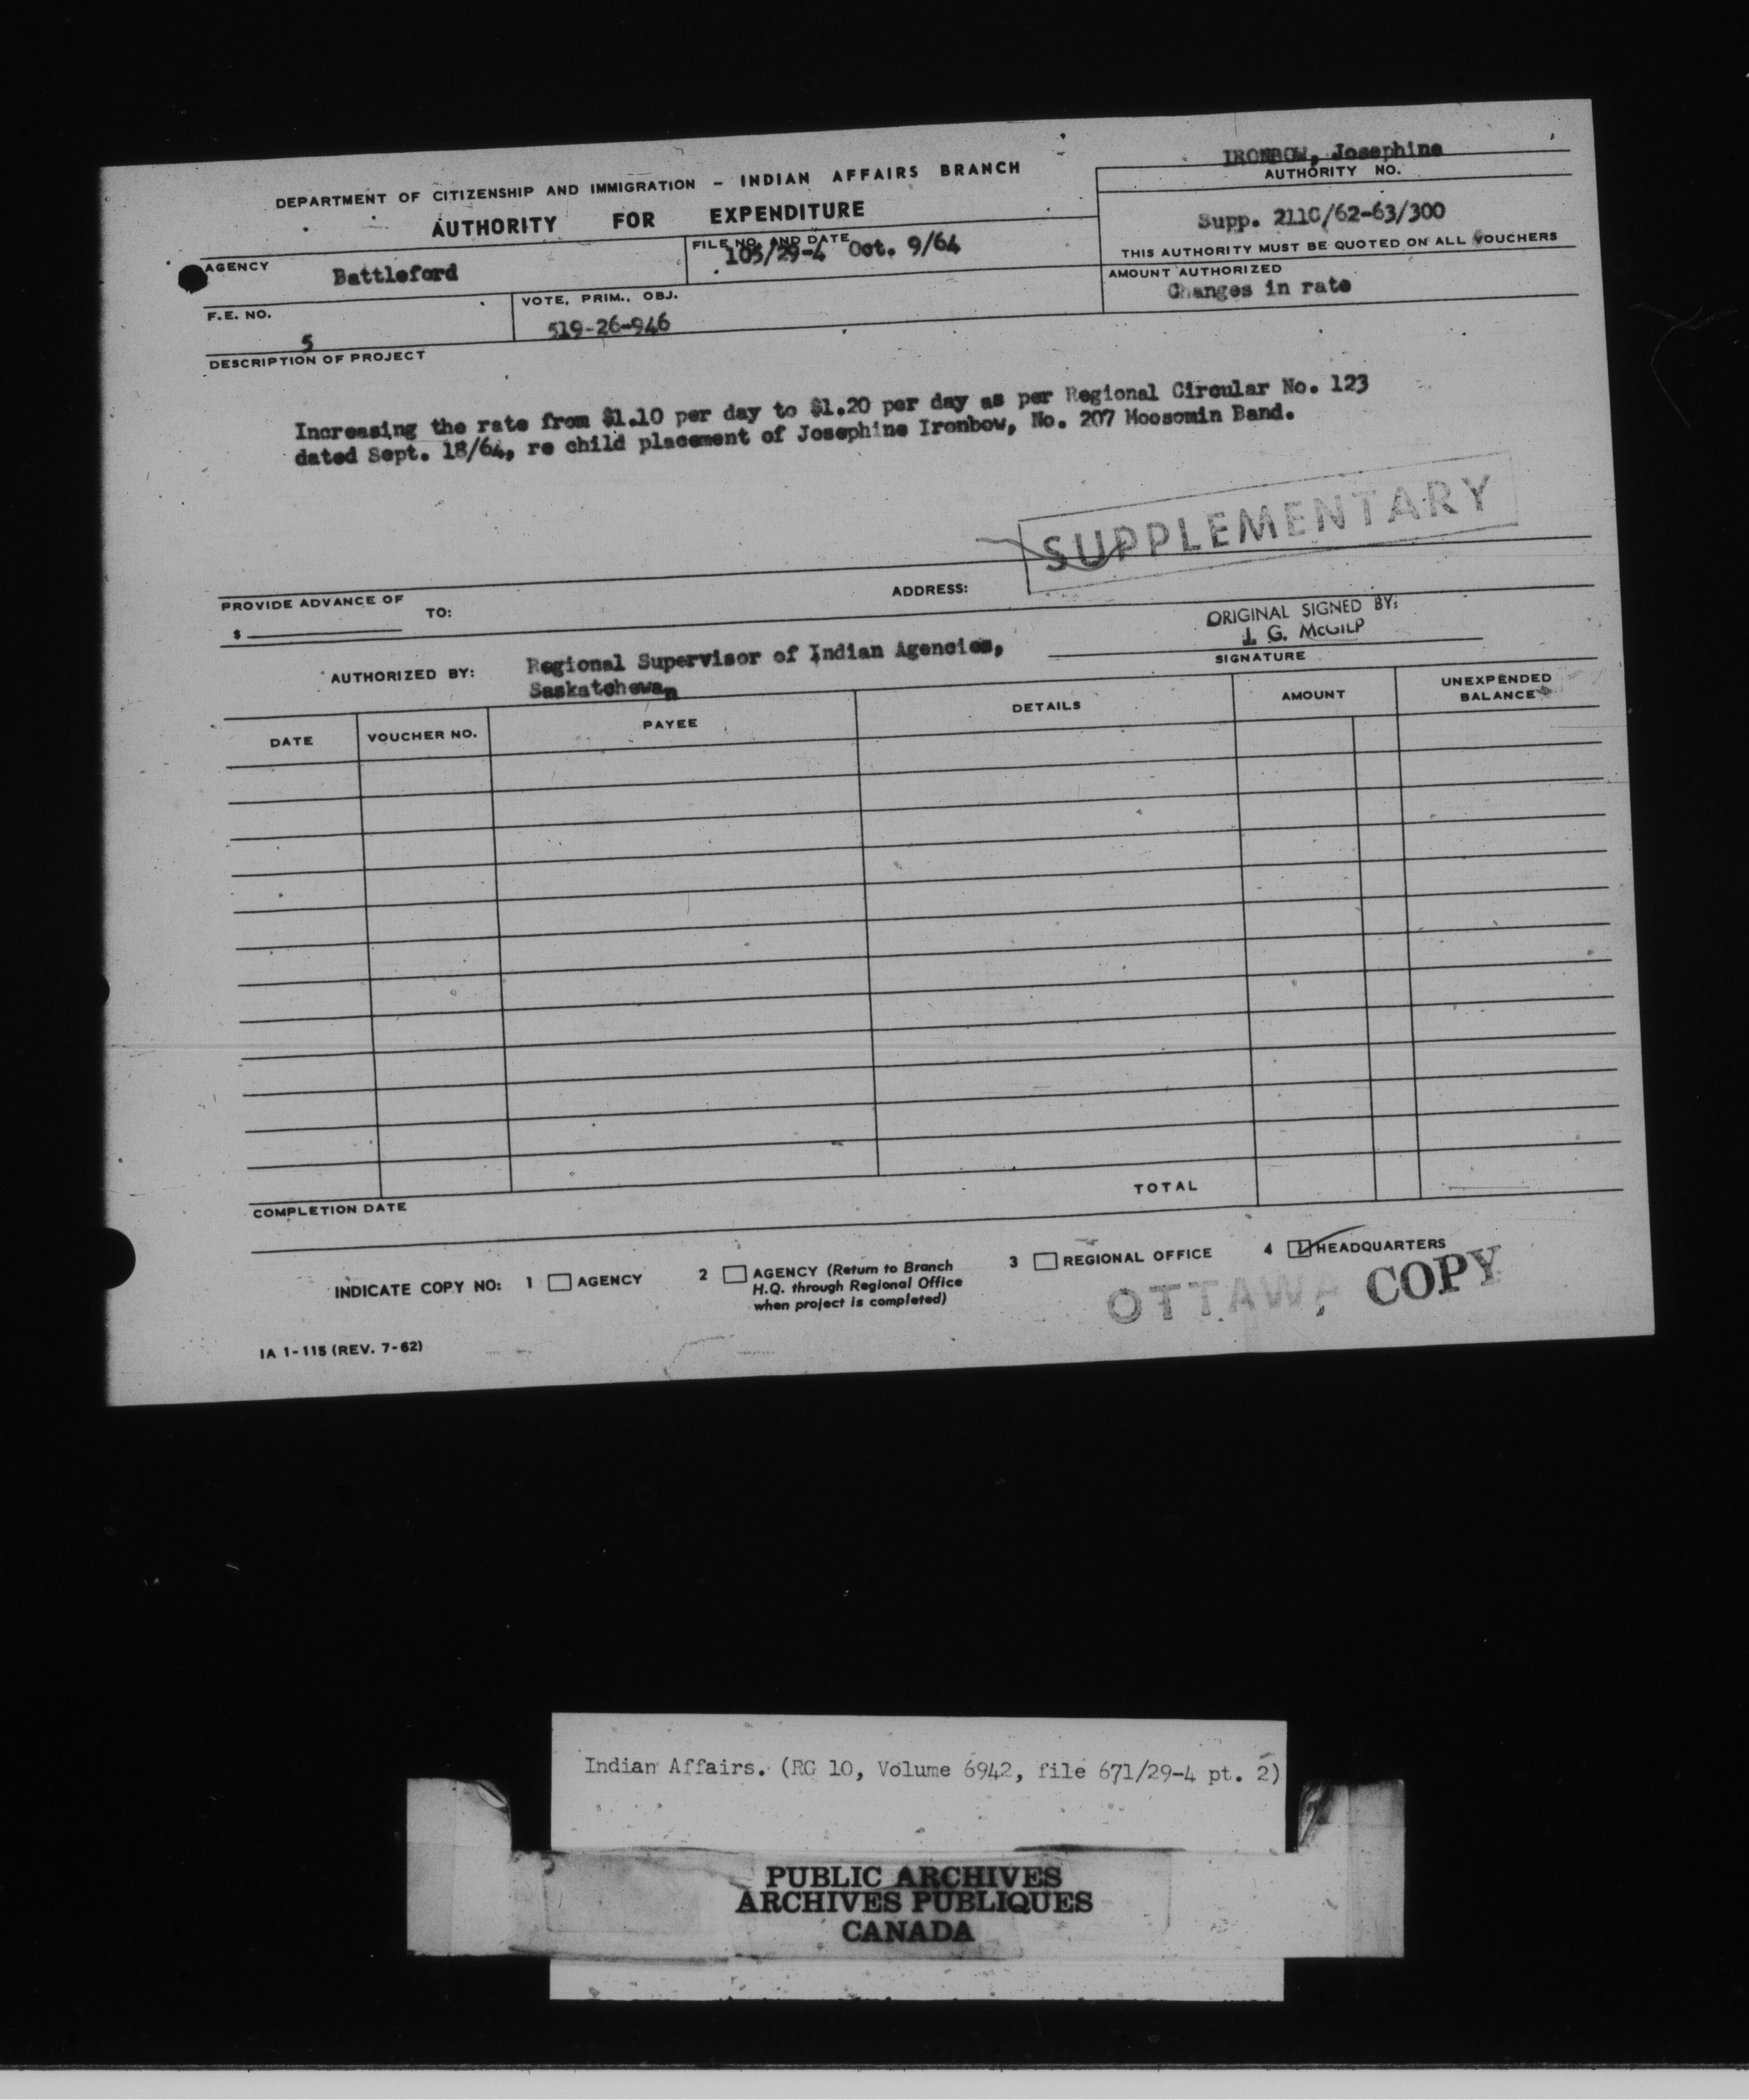 IRONBOW, Josephine
DEPARTMENT OF CITIZENSHIP AND IMMIGRATION - INDIAN AFFAIRS BRANCH
AUTHORITY FOR EXPENDITURE
AUTHORITY NO.
Supp. 211C/62-63/300
THIS AUTHORITY MUST BE QUOTED ON ALL VOUCHERS
AGENCY
Battleford
FILE NO. AND DATE
105/29-4 Oct. 9/64
AMOUNT AUTHORIZED
Changes in rate
F.E. NO.
5
VOTE, PRIM., OBJ.
519-26-946
DESCRIPTION OF PROJECT
Increasing the rate from $1.10 per day to $1.20 per day as per Regional Circular No. 123
dated Sept. 18/64, re child placement of Josephine Ironbow, No. 207 Moosomin Band.
SUPPLEMENTARY
PROVIDE ADVANCE OF
$
TO:
ADDRESS:
ORIGINAL SIGNED BY:
J. G. McGILP
AUTHORIZED BY:
Regional Supervisor of Indian Agencies,
Saskatchewan
SIGNATURE
DATE VOUCHER NO. PAYEE DETAILS AMOUNT UNEXPENDED
BALANCE
TOTAL
COMPLETION DATE
INDICATE COPY NO: 1 AGENCY 2 AGENCY (Return to Branch
H.Q. through Regional Office
when project is completed)
3 REGIONAL OFFICE 4 HEADQUARTERS
OTTAWA COPY
IA 1-115 (REV. 7-62)
Indian Affairs. (RG 10, Volume 6942, file 671/29-4 pt. 2)
PUBLIC ARCHIVES
ARCHIVES PUBLIQUES
CANADA